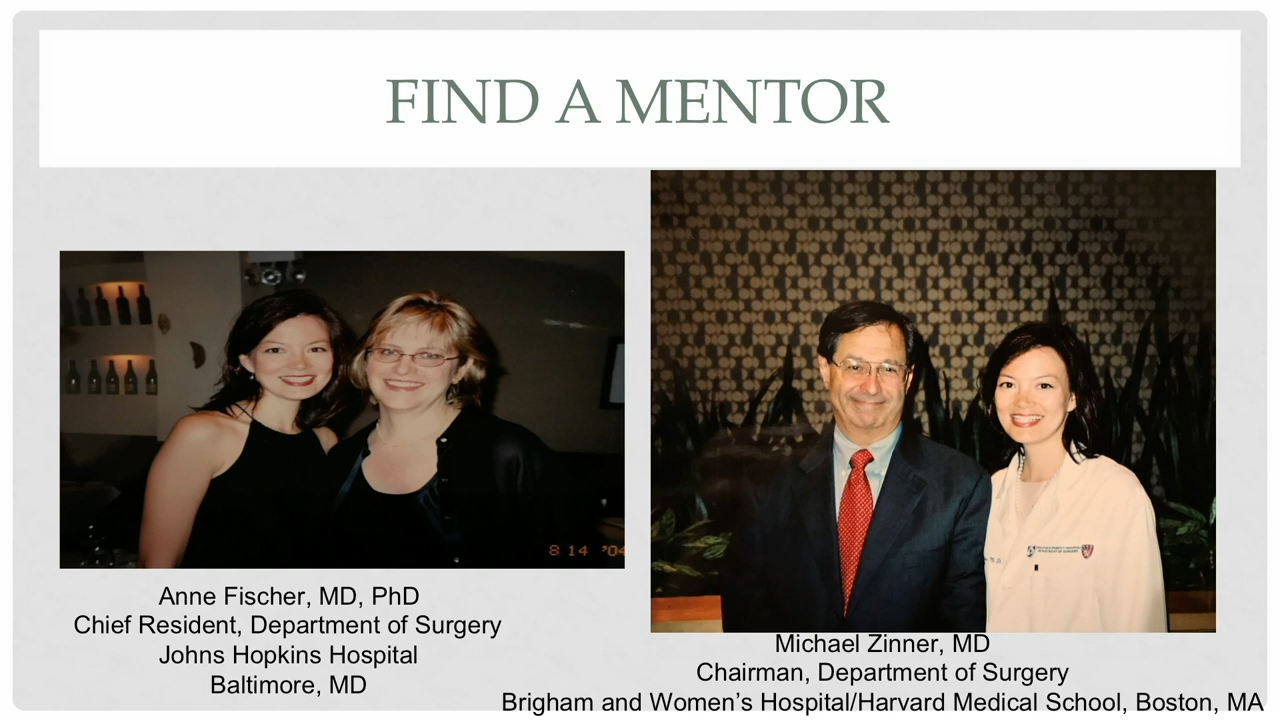 FIND A MENTOR
8 14 '04
Anne Fischer, MD, PhD
Chief Resident, Department of Surgery
Johns Hopkins Hospital
Baltimore, MD
Michael Zinner, MD
Chairman, Department of Surgery
Brigham and Women’s Hospital/Harvard Medical School, Boston, MA